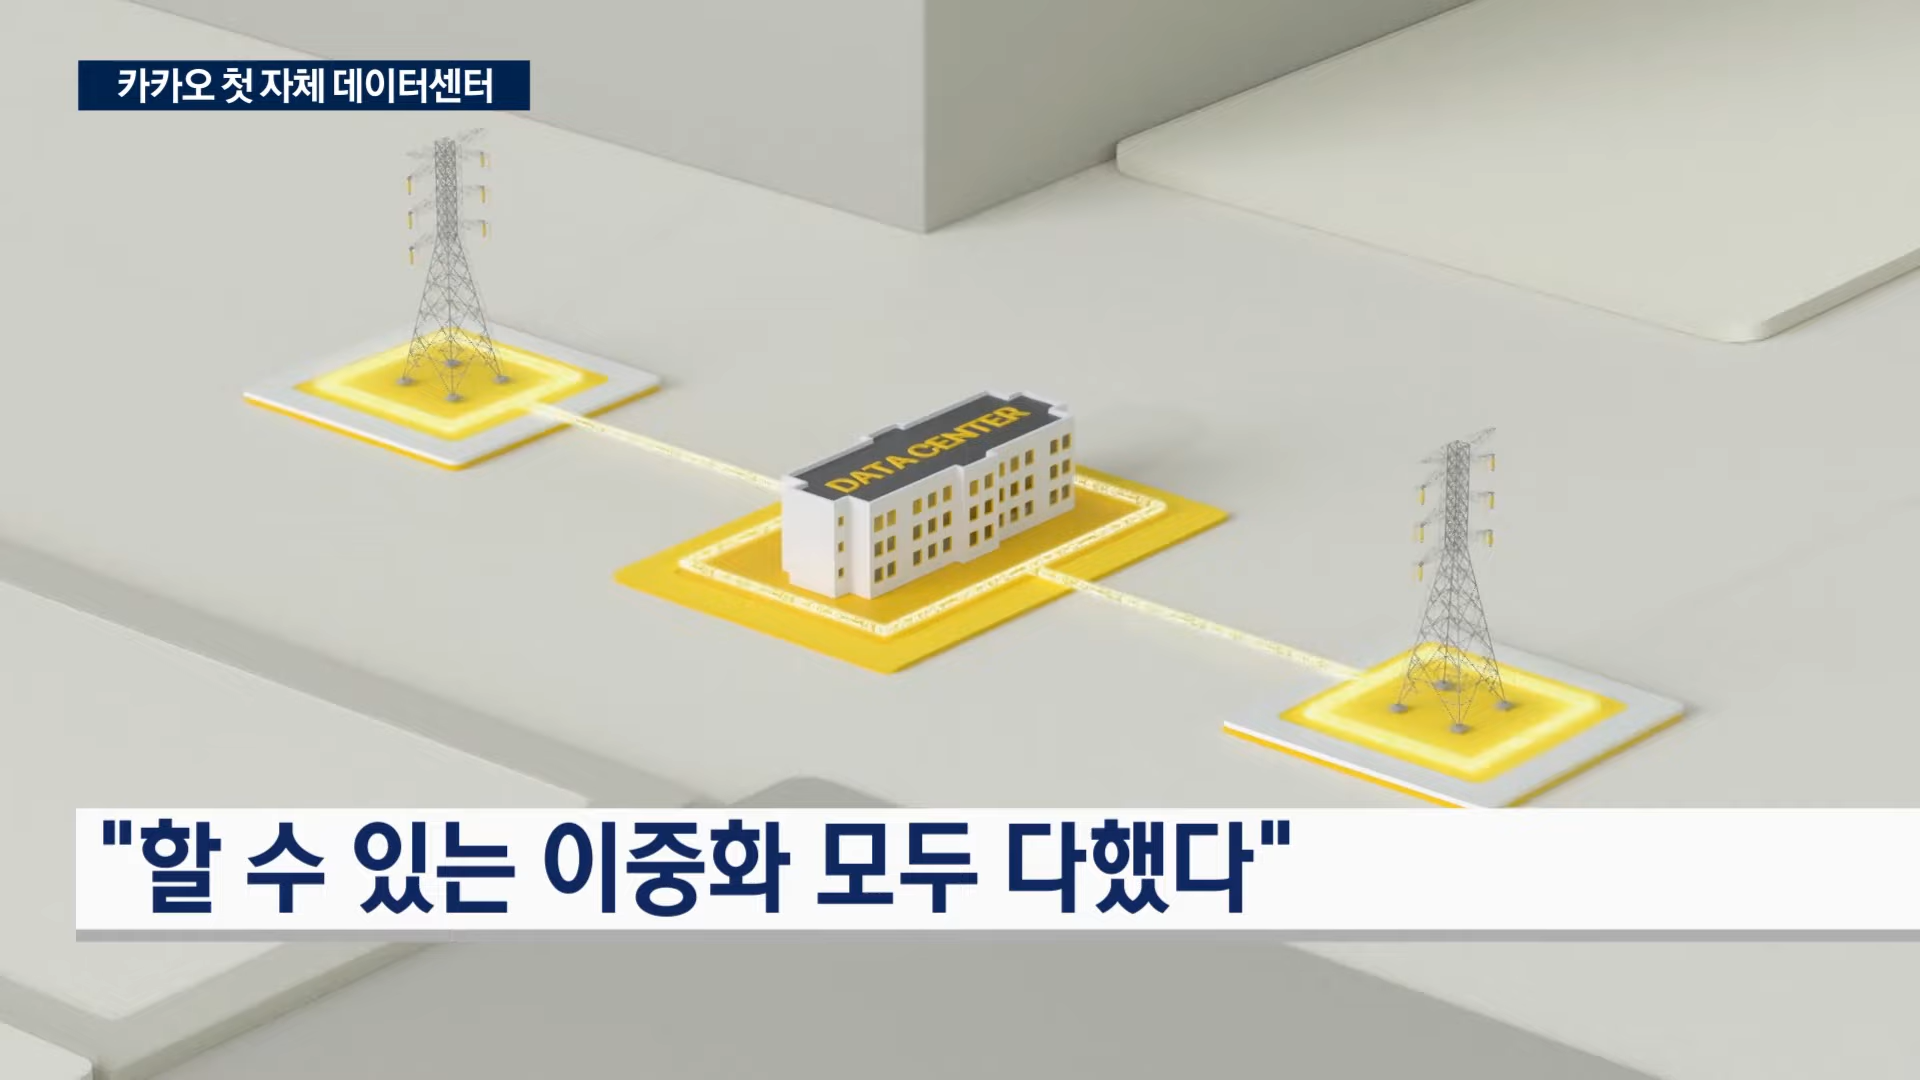 카카오 첫 자체 데이터센터
DATA CENTER
"할 수 있는 이중화 모두 다했다"